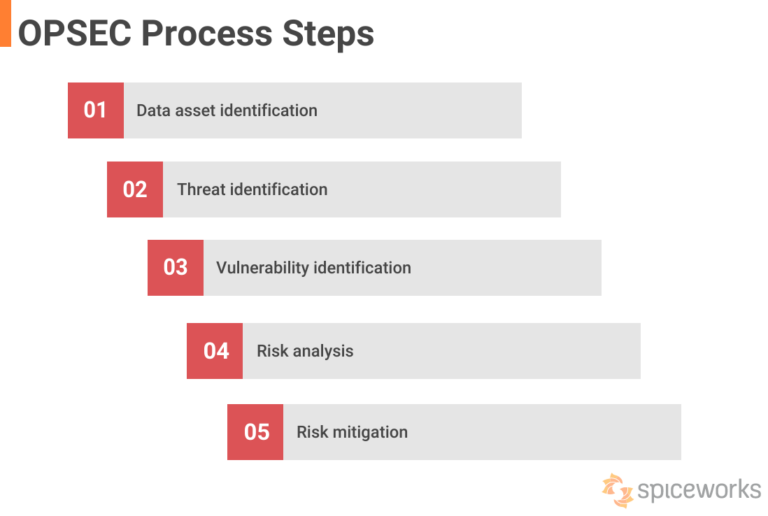 OPSEC Process Steps
01 Data asset identification
02 Threat identification
03 Vulnerability identification
04 Risk analysis
05 Risk mitigation
spiceworks